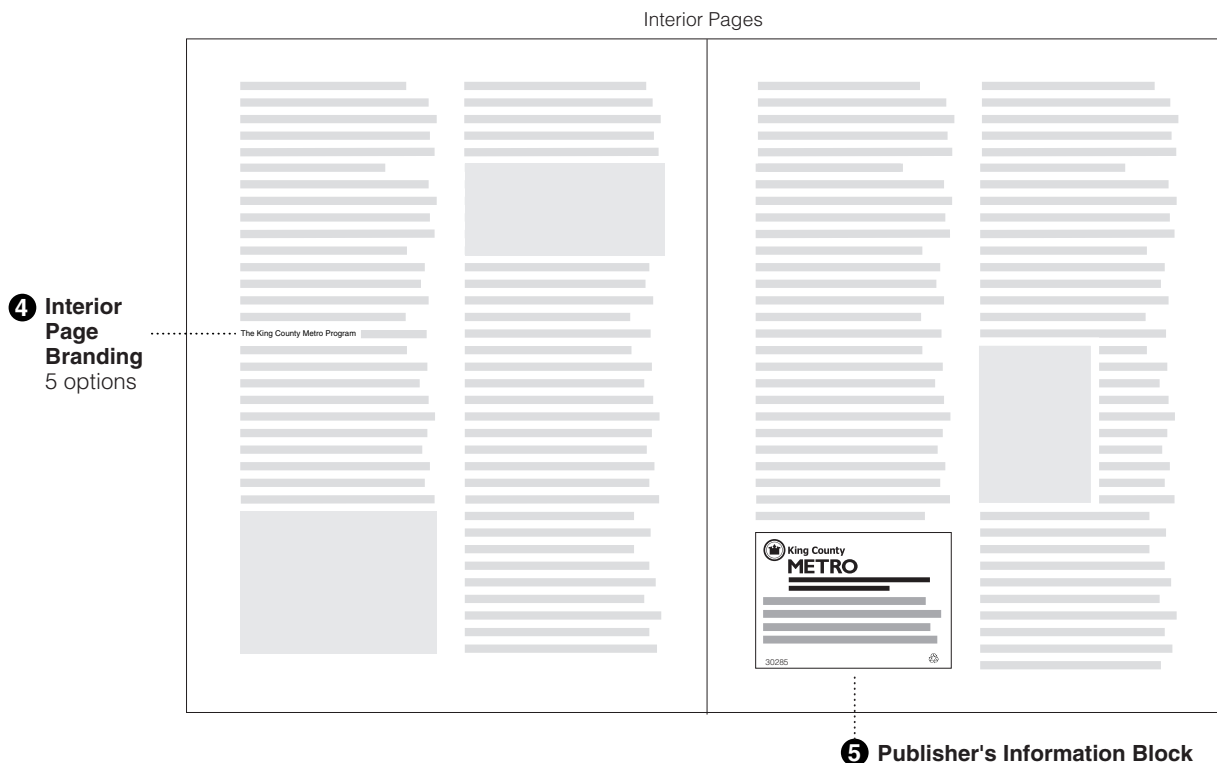 Interior Pages
4 Interior
Page
Branding
5 options
The King County Metro Program
King County
METRO
30285
5 Publisher's Information Block